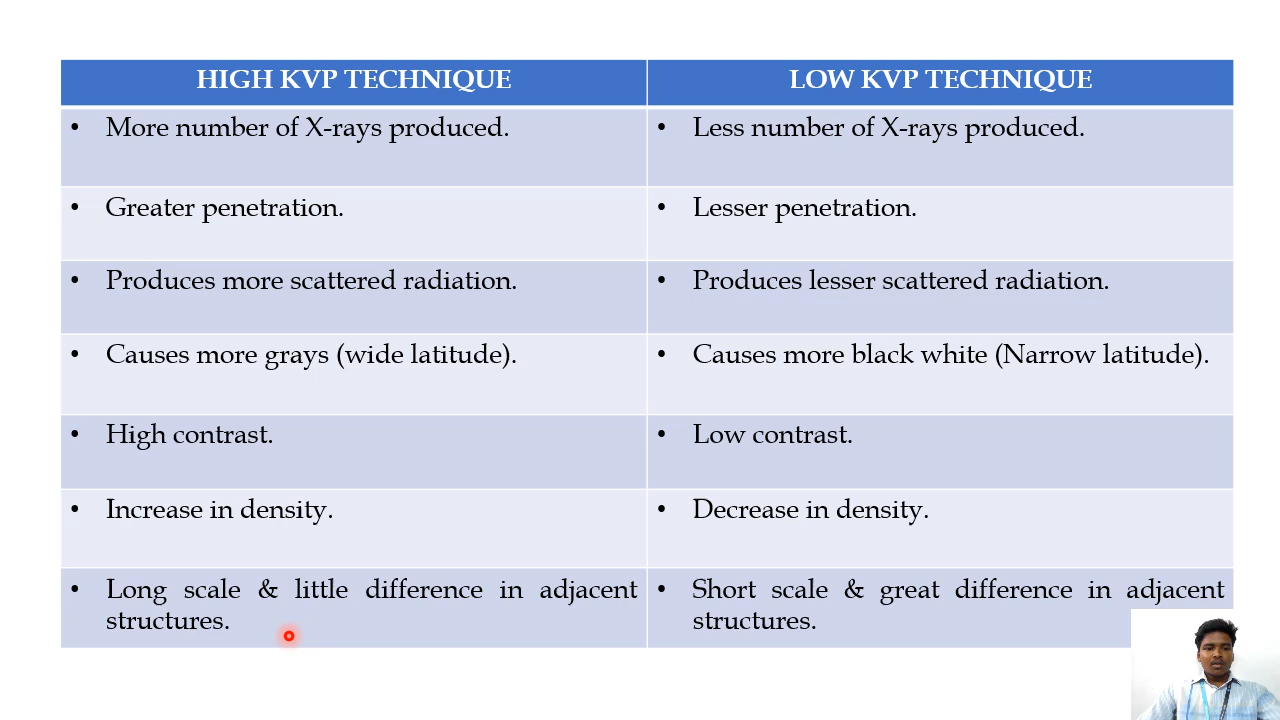 HIGH KVP TECHNIQUE
LOW KVP TECHNIQUE
• More number of X-rays produced.
• Less number of X-rays produced.
• Greater penetration.
• Lesser penetration.
• Produces more scattered radiation.
• Produces lesser scattered radiation.
• Causes more grays (wide latitude).
• Causes more black white (Narrow latitude).
• High contrast.
• Low contrast.
• Increase in density.
• Decrease in density.
• Long scale & little difference in adjacent
structures.
• Short scale & great difference in adjacent
structures.